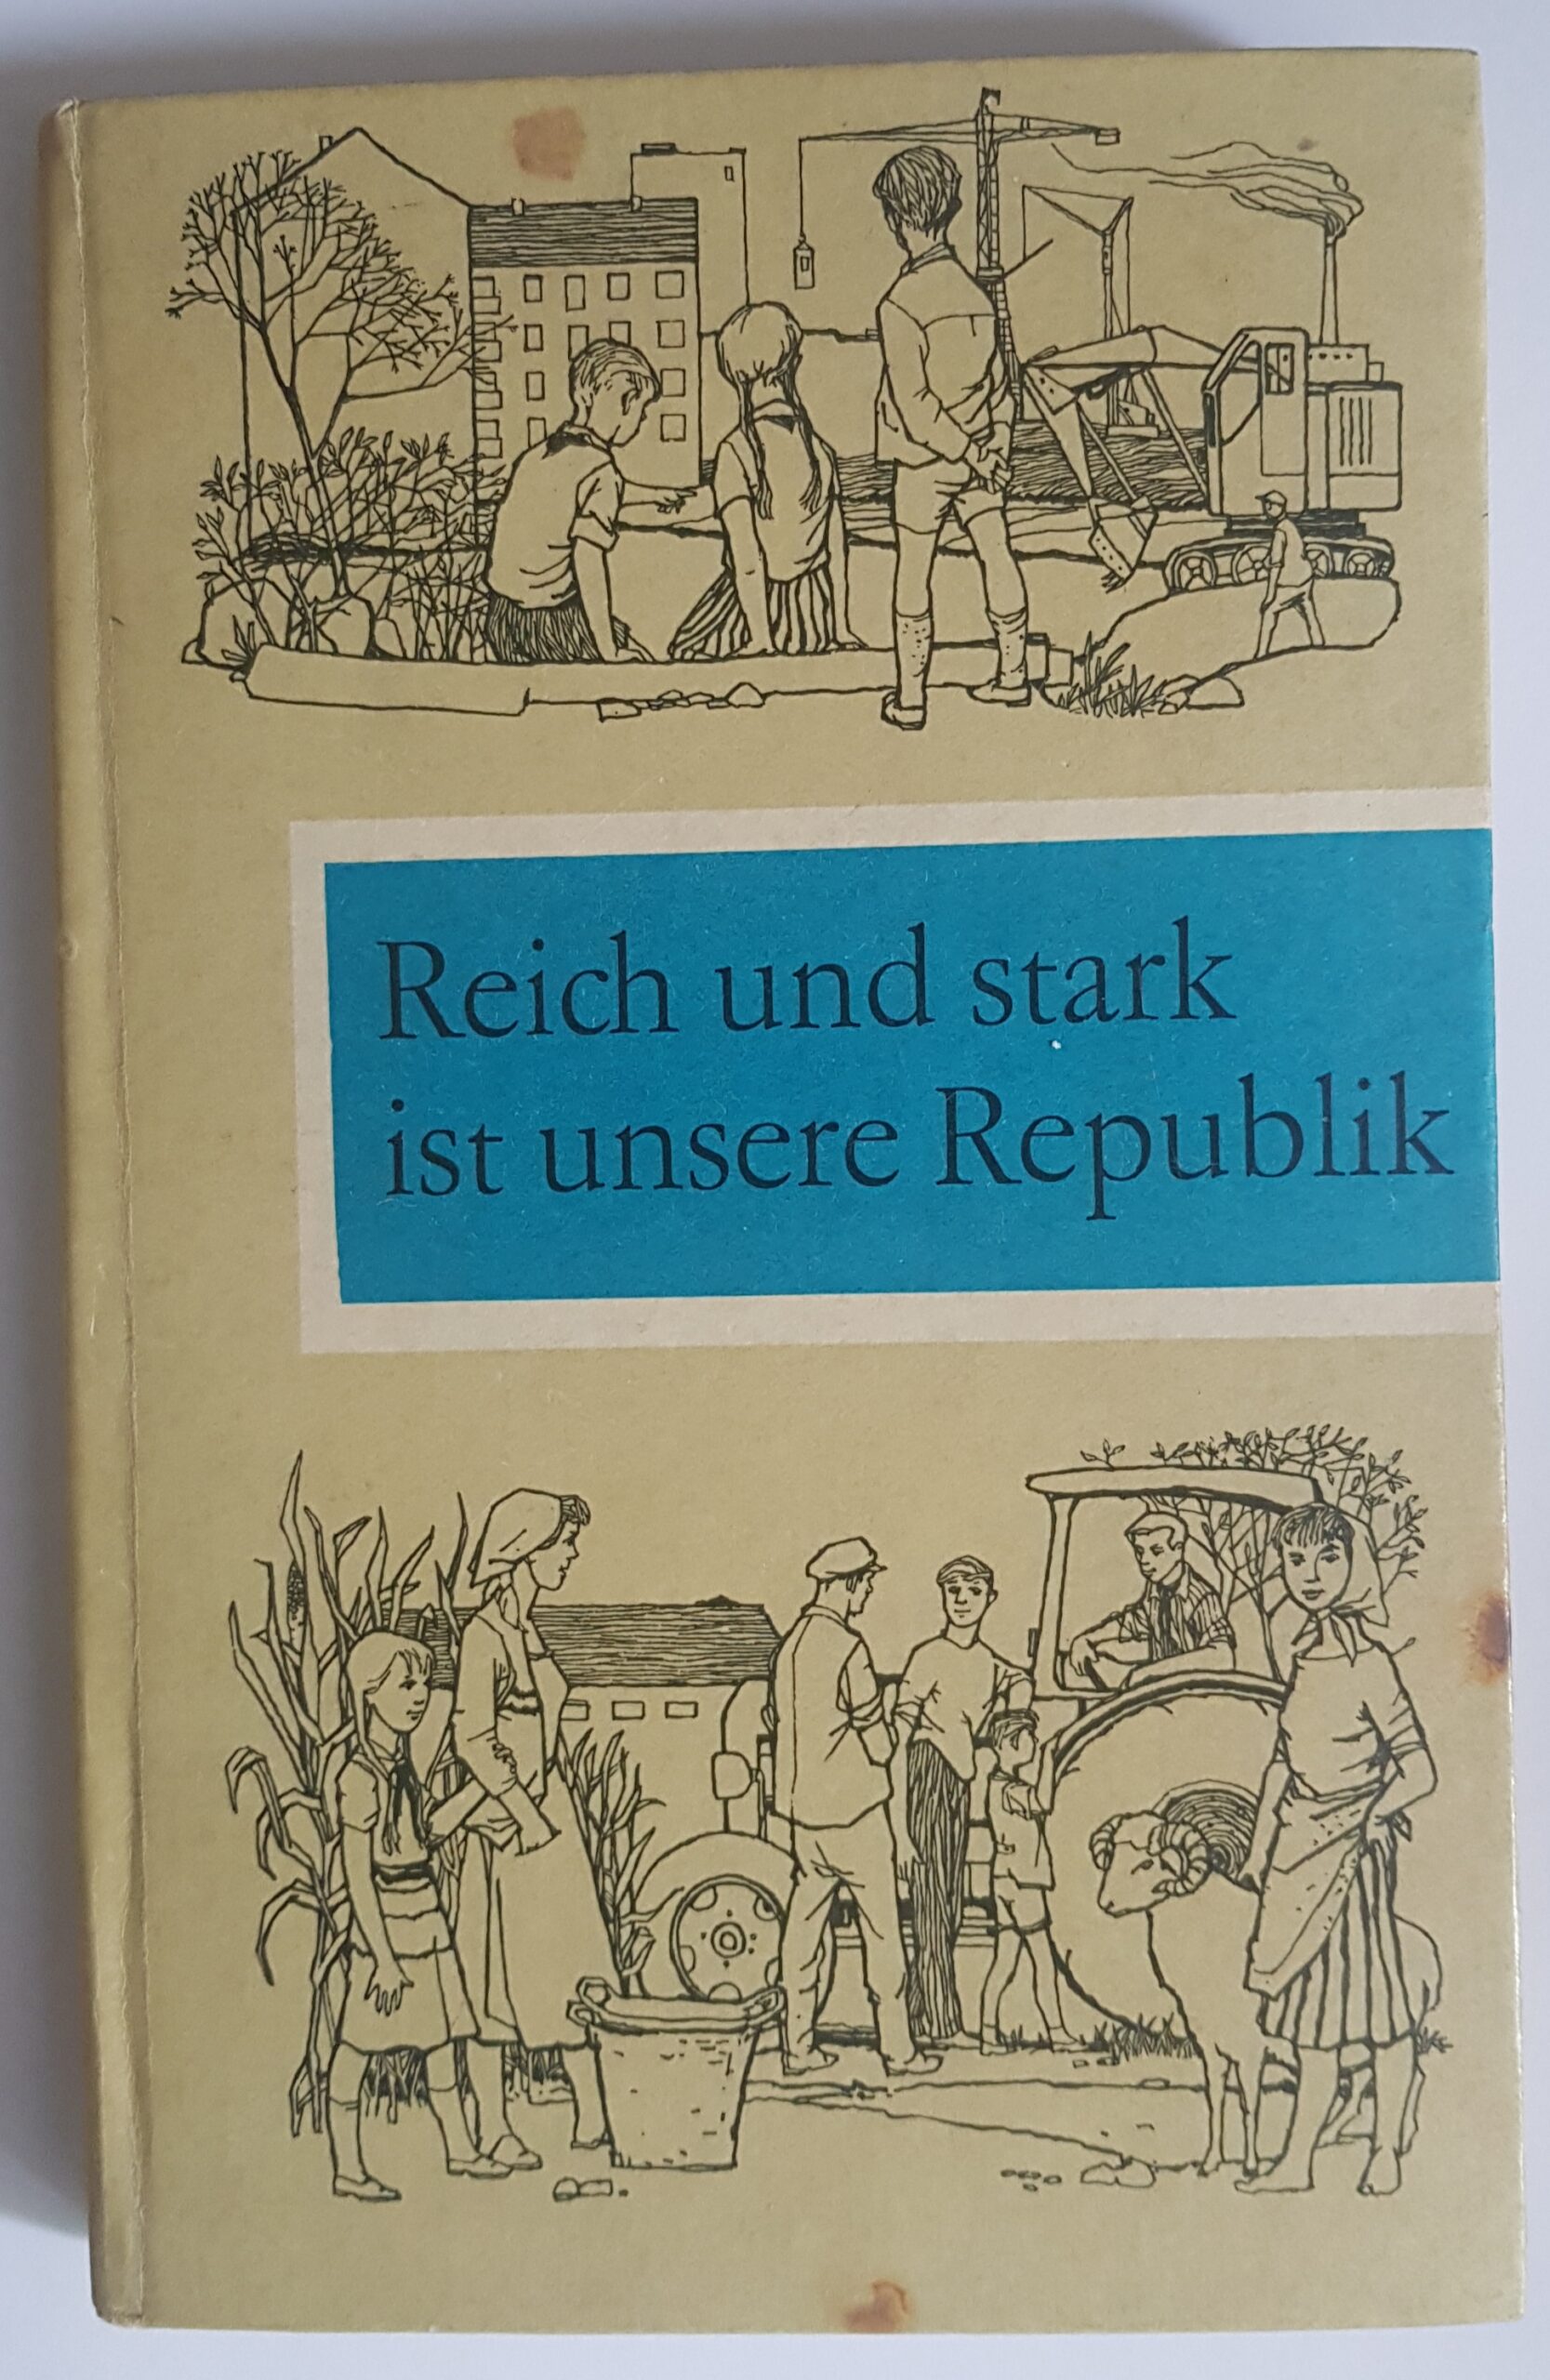 Reich und stark
ist unsere Republik